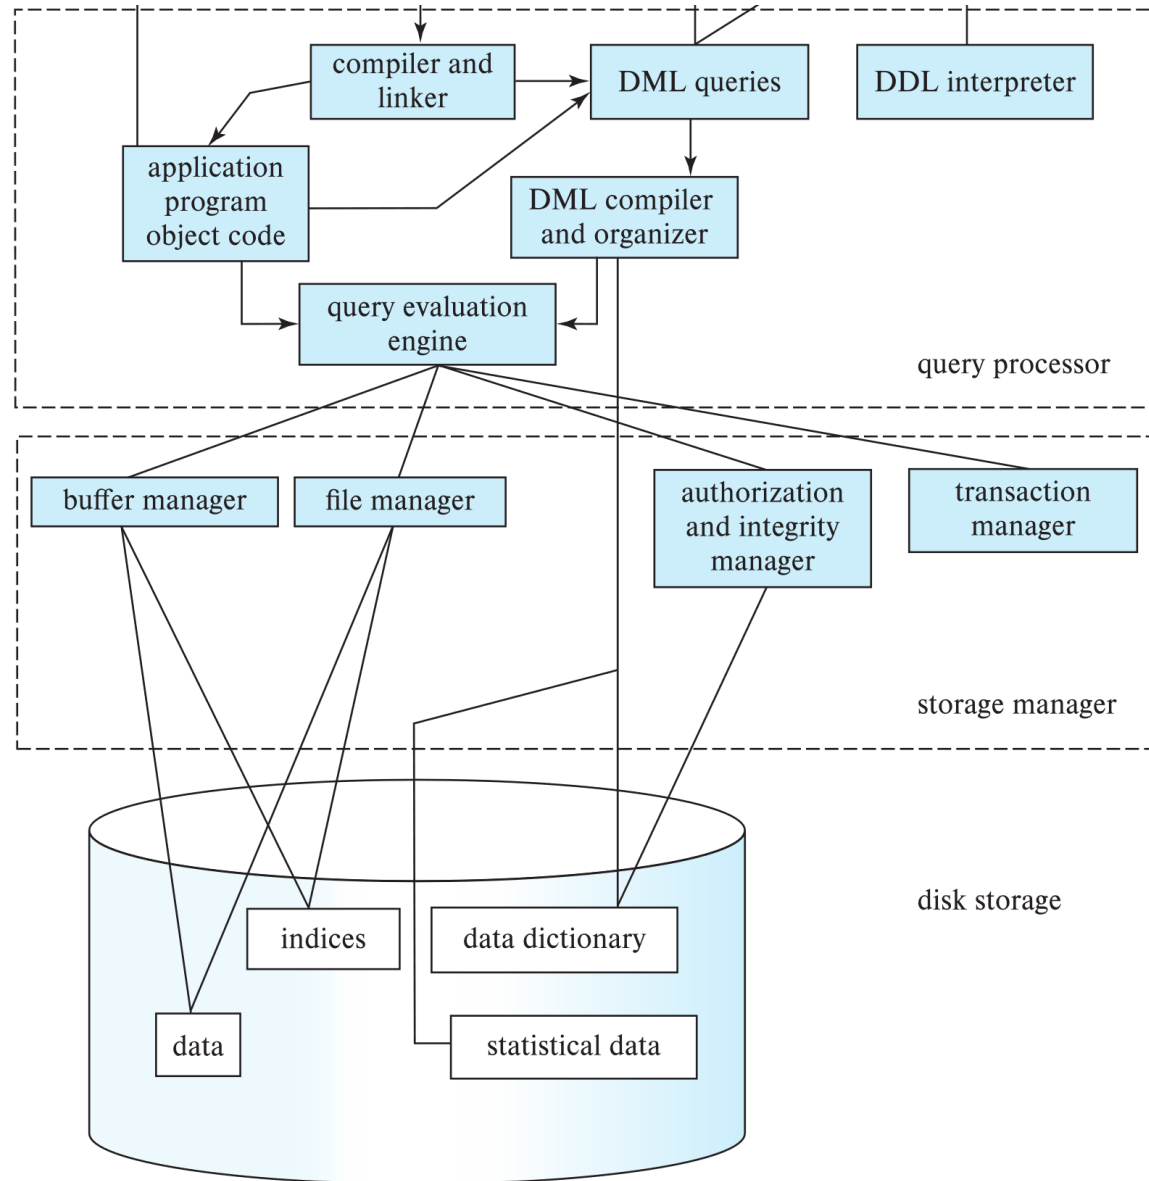 compiler and
linker
DML queries
DDL interpreter
application
program
object code
DML compiler
and organizer
query evaluation
engine
query processor
buffer manager
file manager
authorization
and integrity
manager
transaction
manager
storage manager
disk storage
indices
data dictionary
data
statistical data